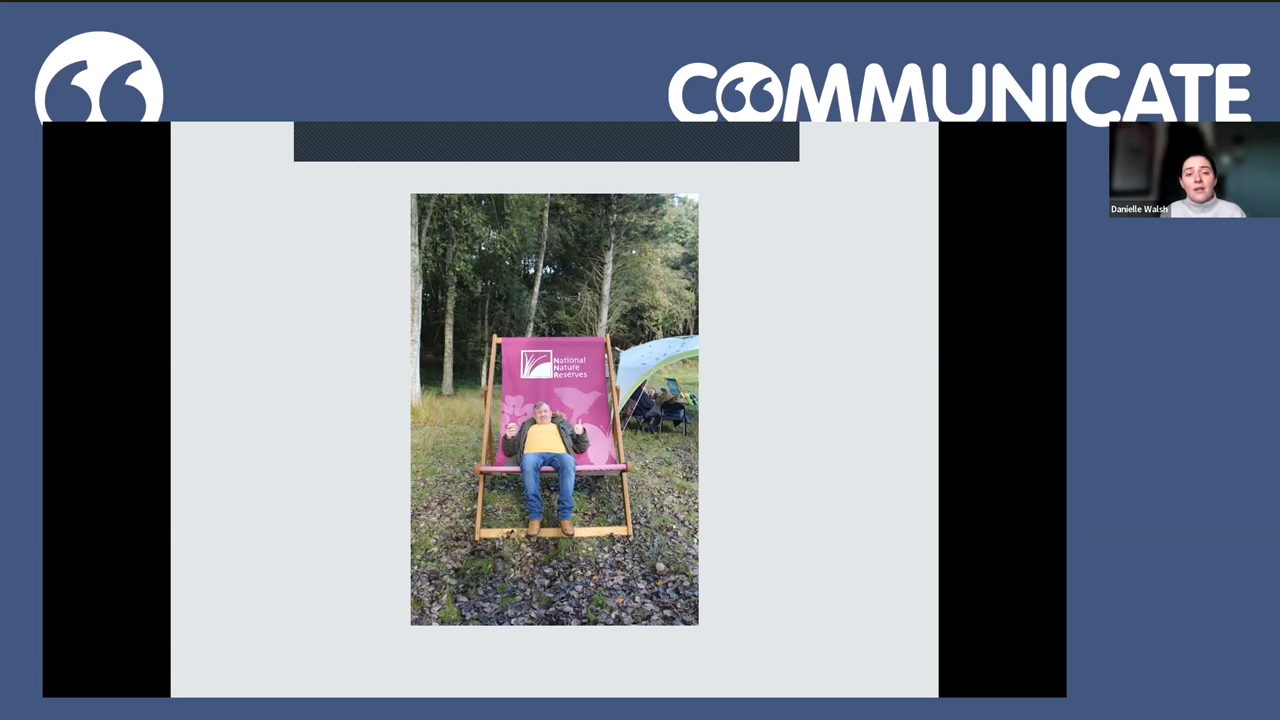 COMMUNICATE
National
Nature
Reserves
Danielle Walsh